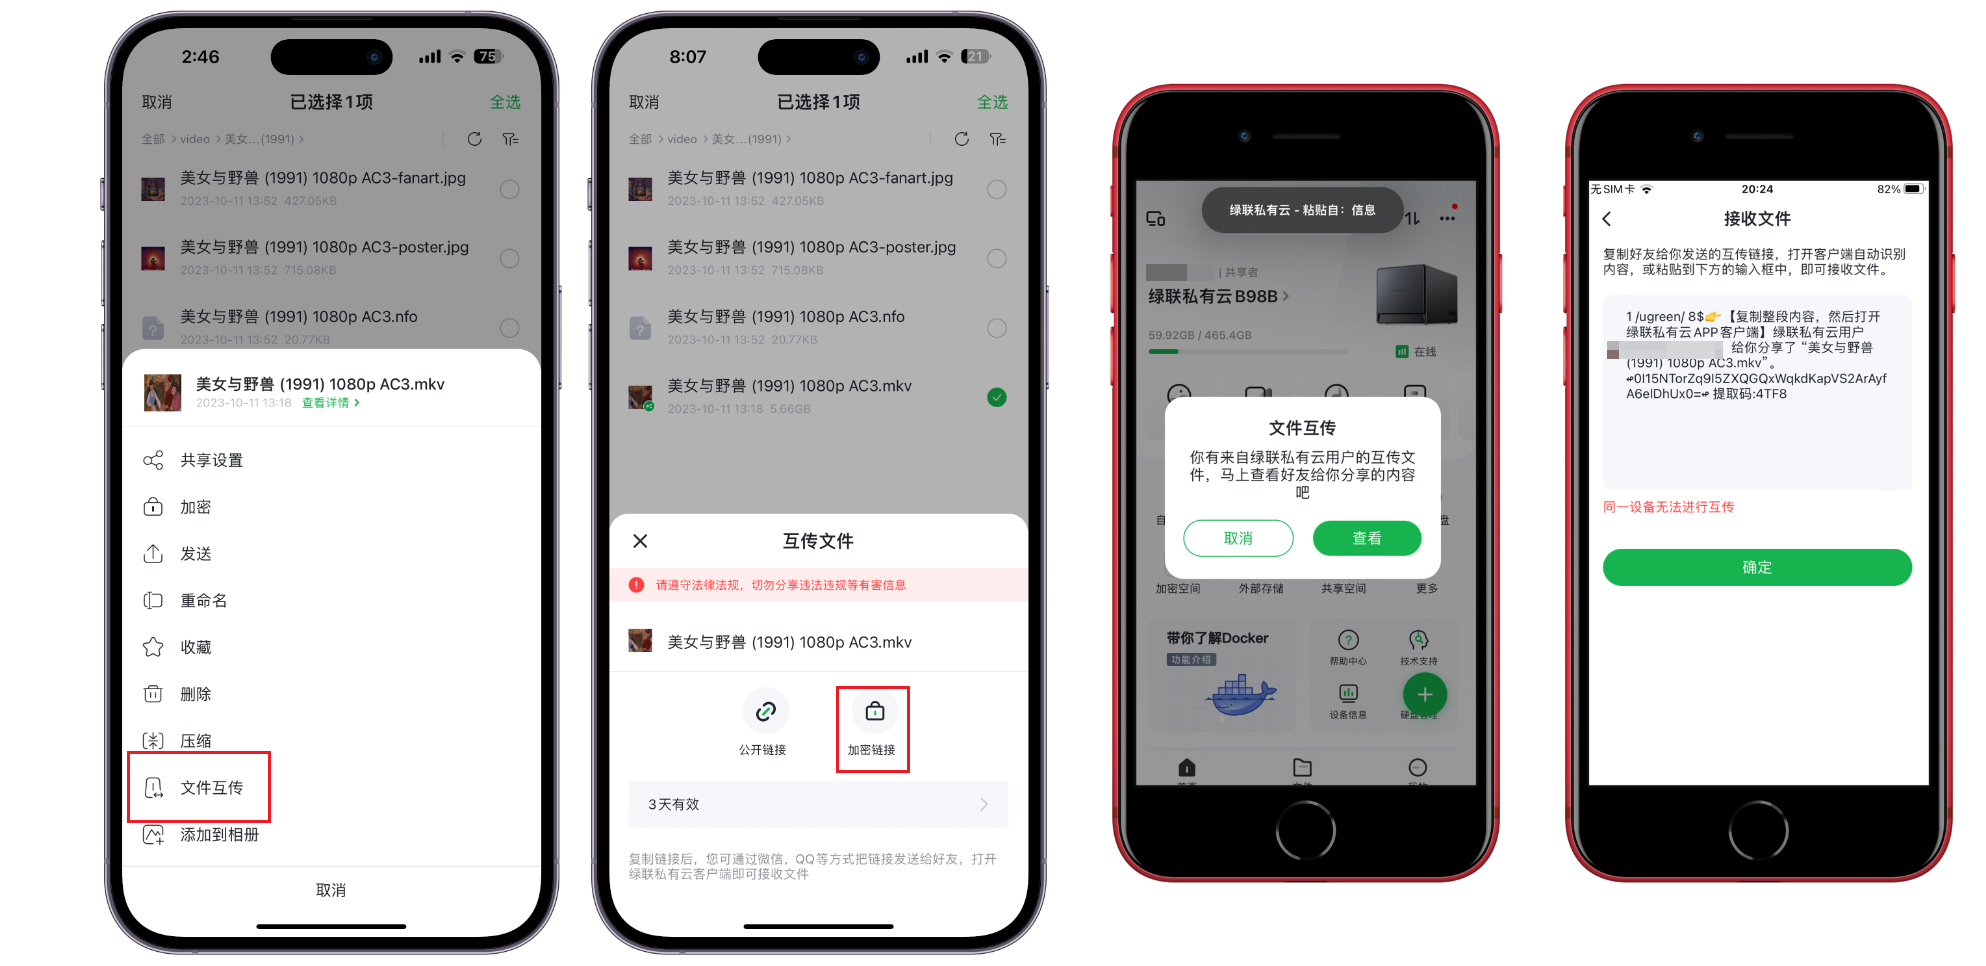 2:46
75
取消
已选择1项
全选
全部 > video > 美女...(1991) >
美女与野兽 (1991) 1080p AC3-fanart.jpg
2023-10-11 13:52 427.05KB
美女与野兽 (1991) 1080p AC3-poster.jpg
2023-10-11 13:52 715.08KB
美女与野兽 (1991) 1080p AC3.nfo
2023-10-11 13:52 20.77KB
美女与野兽 (1991) 1080p AC3.mkv
2023-10-11 13:18 查看详情 >
共享设置
加密
发送
重命名
收藏
删除
压缩
文件互传
添加到相册
取消
8:07
21
取消
已选择1项
全选
全部 > video > 美女...(1991) >
美女与野兽 (1991) 1080p AC3-fanart.jpg
2023-10-11 13:52 427.05KB
美女与野兽 (1991) 1080p AC3-poster.jpg
2023-10-11 13:52 715.08KB
美女与野兽 (1991) 1080p AC3.nfo
2023-10-11 13:52 20.77KB
美女与野兽 (1991) 1080p AC3.mkv
2023-10-11 13:18 5.66GB
互传文件
请遵守法律法规，切勿分享违法违规等有害信息
美女与野兽 (1991) 1080p AC3.mkv
公开链接
加密链接
3天有效
复制链接后，您可通过微信，QQ等方式把链接发送给好友，打开
绿联私有云客户端即可接收文件
绿联私有云 - 粘贴自：信息
| 共享者
绿联私有云B98B >
59.92GB / 465.4GB
在线
文件互传
你有来自绿联私有云用户的互传文
件，马上查看好友给你分享的内容
吧
取消
查看
加密空间
外部存储
共享空间
更多
带你了解Docker
功能介绍
帮助中心
技术支持
设备信息
无SIM卡
20:24
82%
接收文件
复制好友给你发送的互传链接，打开客户端自动识别
内容，或粘贴到下方的输入框中，即可接收文件。
1 /ugreen/ 8$👉【复制整段内容，然后打开
绿联私有云APP客户端】绿联私有云用户
给你分享了 “美女与野兽
(1991) 1080p AC3.mkv”。
↫0I15NTorZq9I5ZXQGQxWqkdKapVS2ArAyf
A6elDhUx0=↫ 提取码:4TF8
同一设备无法进行互传
确定